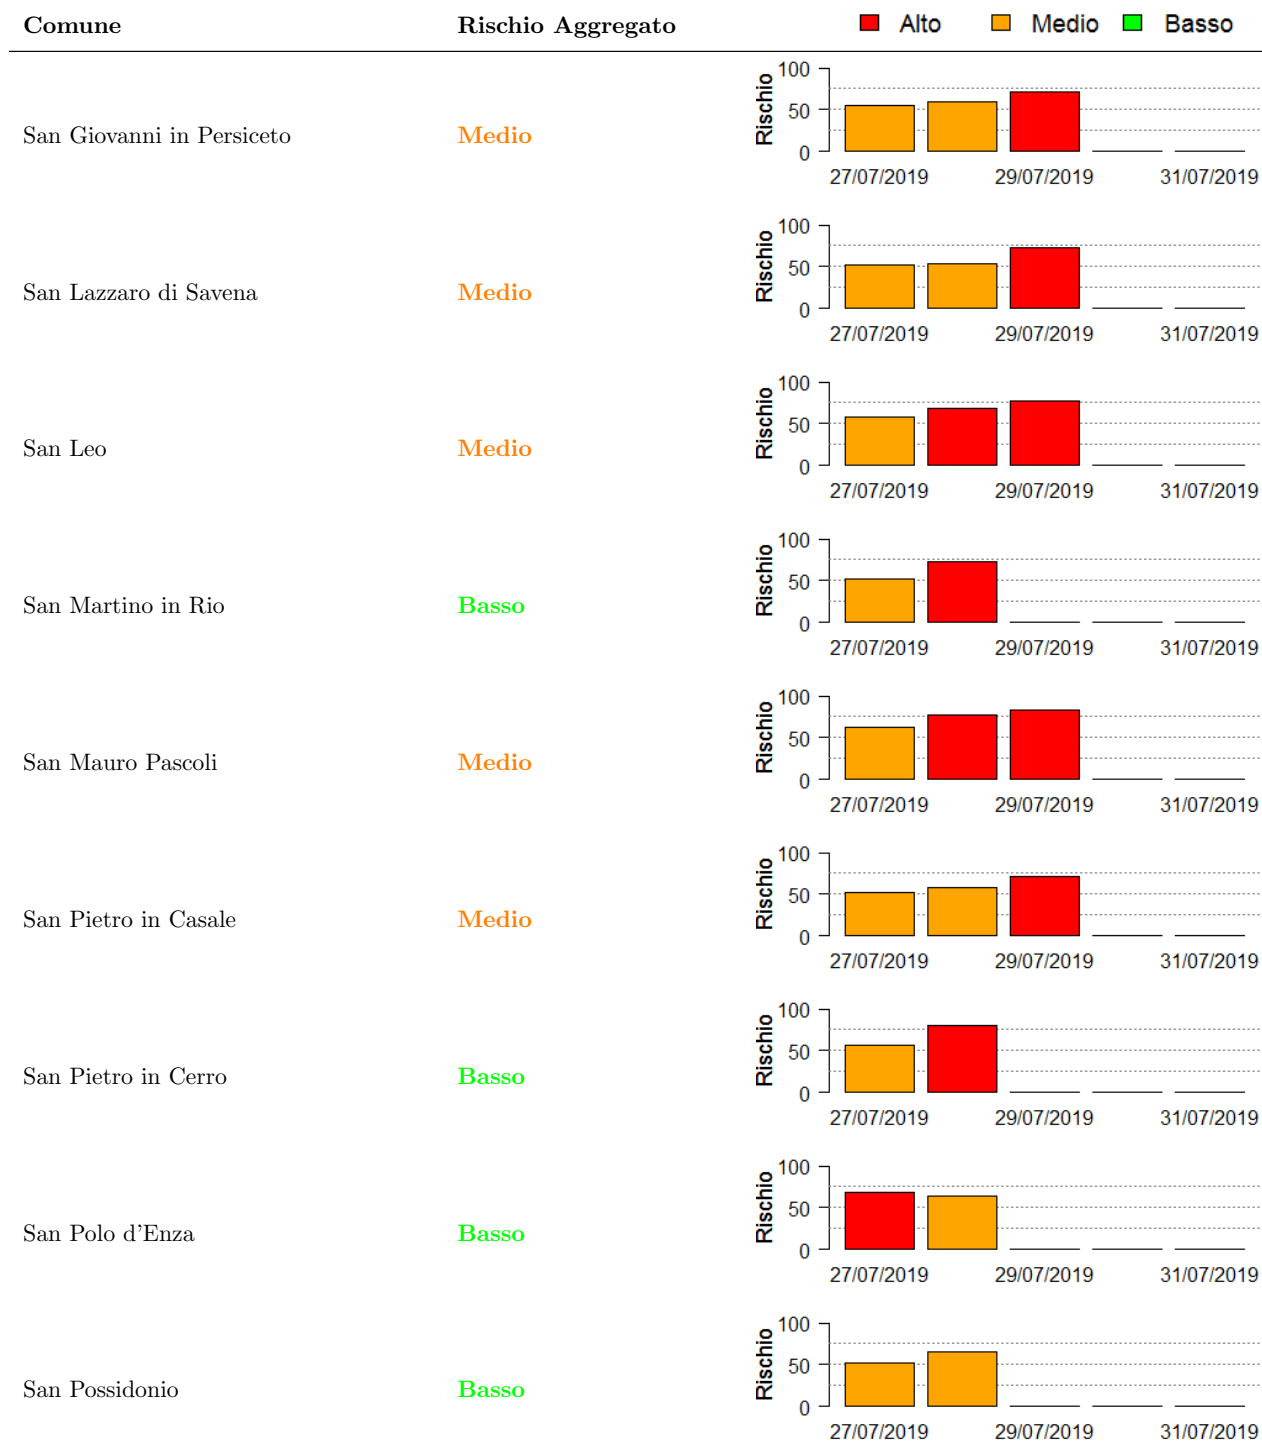 Comune Rischio Aggregato Alto Medio Basso
San Giovanni in Persiceto Medio Rischio 100 50 0
27/07/2019 29/07/2019 31/07/2019
San Lazzaro di Savena Medio Rischio 100 50 0
27/07/2019 29/07/2019 31/07/2019
San Leo Medio Rischio 100 50 0
27/07/2019 29/07/2019 31/07/2019
San Martino in Rio Basso Rischio 100 50 0
27/07/2019 29/07/2019 31/07/2019
San Mauro Pascoli Medio Rischio 100 50 0
27/07/2019 29/07/2019 31/07/2019
San Pietro in Casale Medio Rischio 100 50 0
27/07/2019 29/07/2019 31/07/2019
San Pietro in Cerro Basso Rischio 100 50 0
27/07/2019 29/07/2019 31/07/2019
San Polo d'Enza Basso Rischio 100 50 0
27/07/2019 29/07/2019 31/07/2019
San Possidonio Basso Rischio 100 50 0
27/07/2019 29/07/2019 31/07/2019